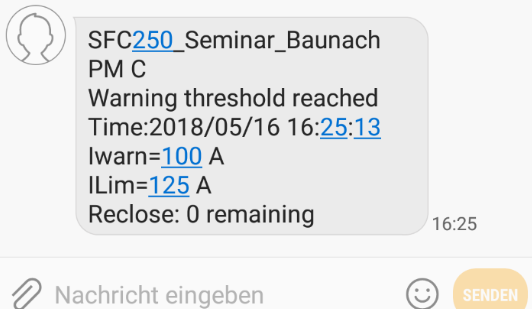 SFC250_Seminar_Baunach
PM C
Warning threshold reached
Time:2018/05/16 16:25:13
Iwarn=100 A
ILim=125 A
Reclose: 0 remaining
16:25
Nachricht eingeben
SENDEN